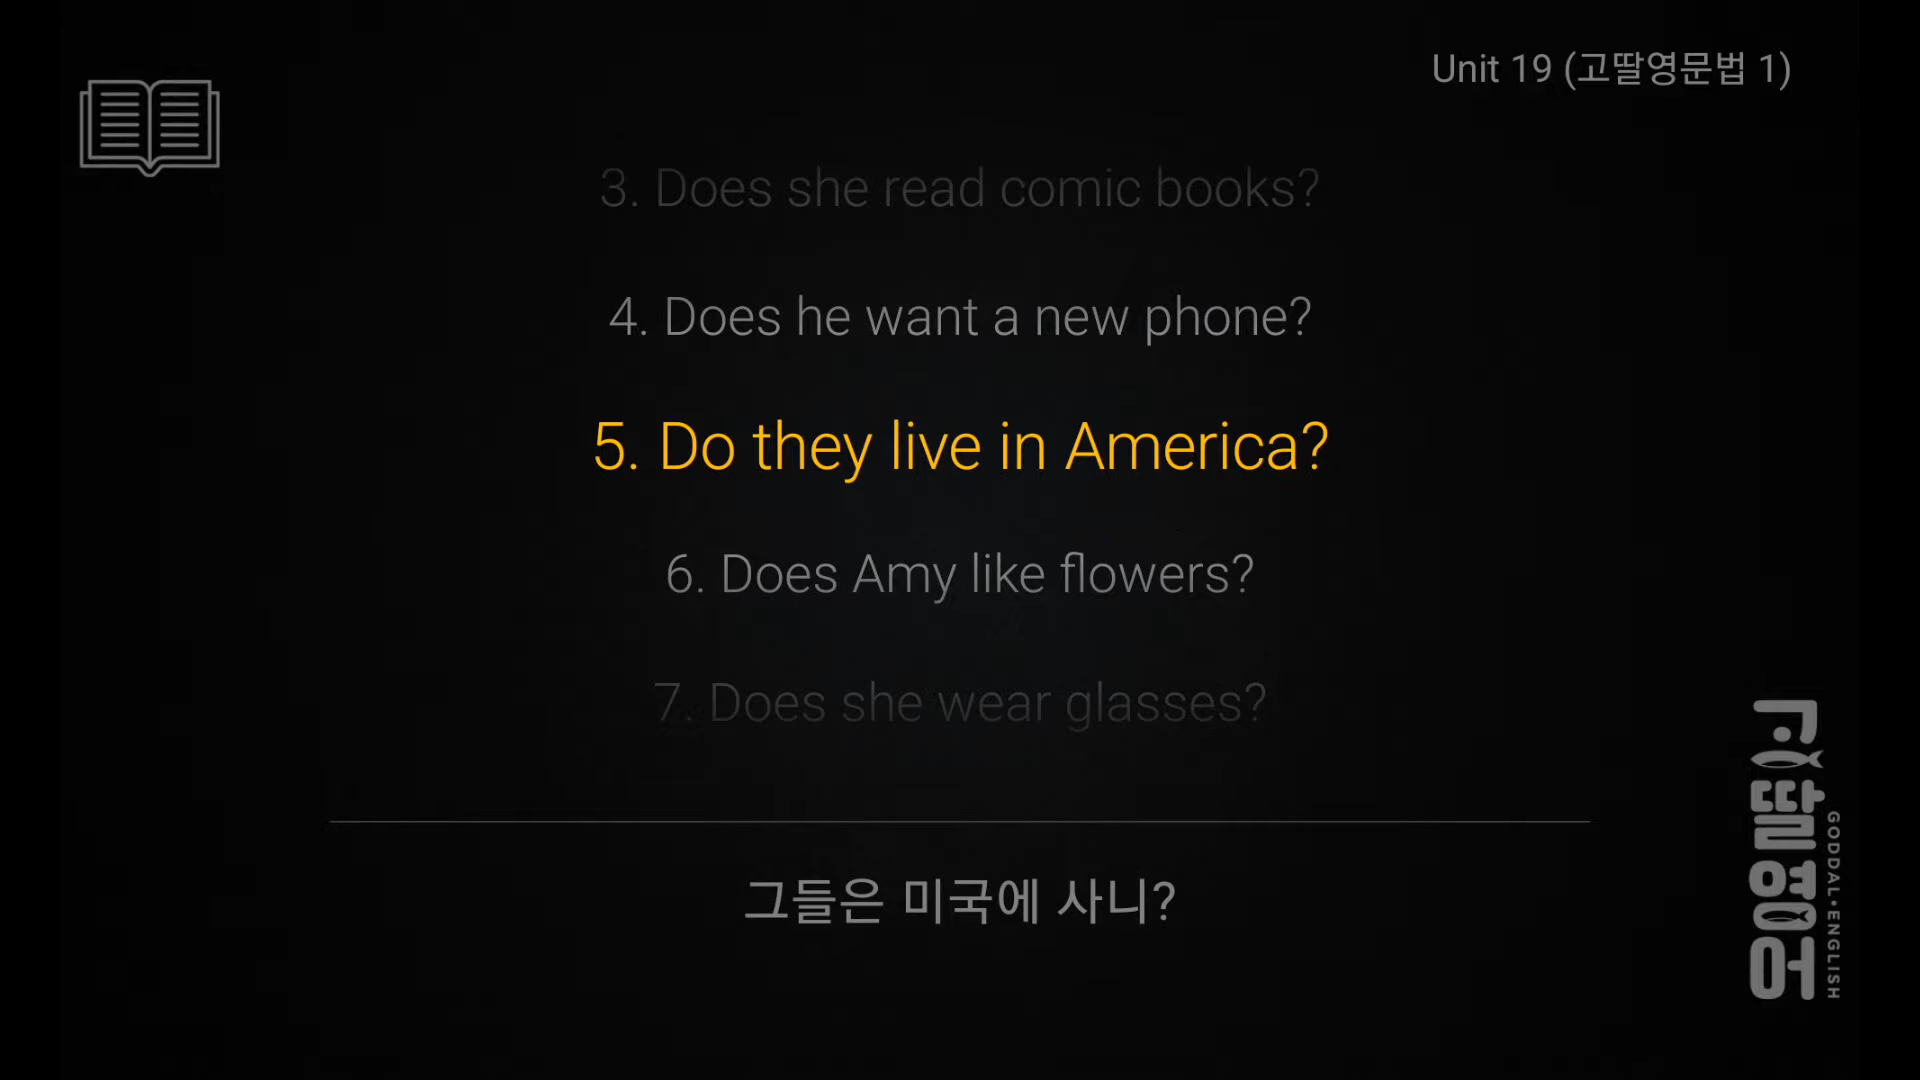 Unit 19 (고딸영문법 1)
3. Does she read comic books?
4. Does he want a new phone?
5. Do they live in America?
6. Does Amy like flowers?
7. Does she wear glasses?
그들은 미국에 사니?
고딸영어
GODDAL•ENGLISH